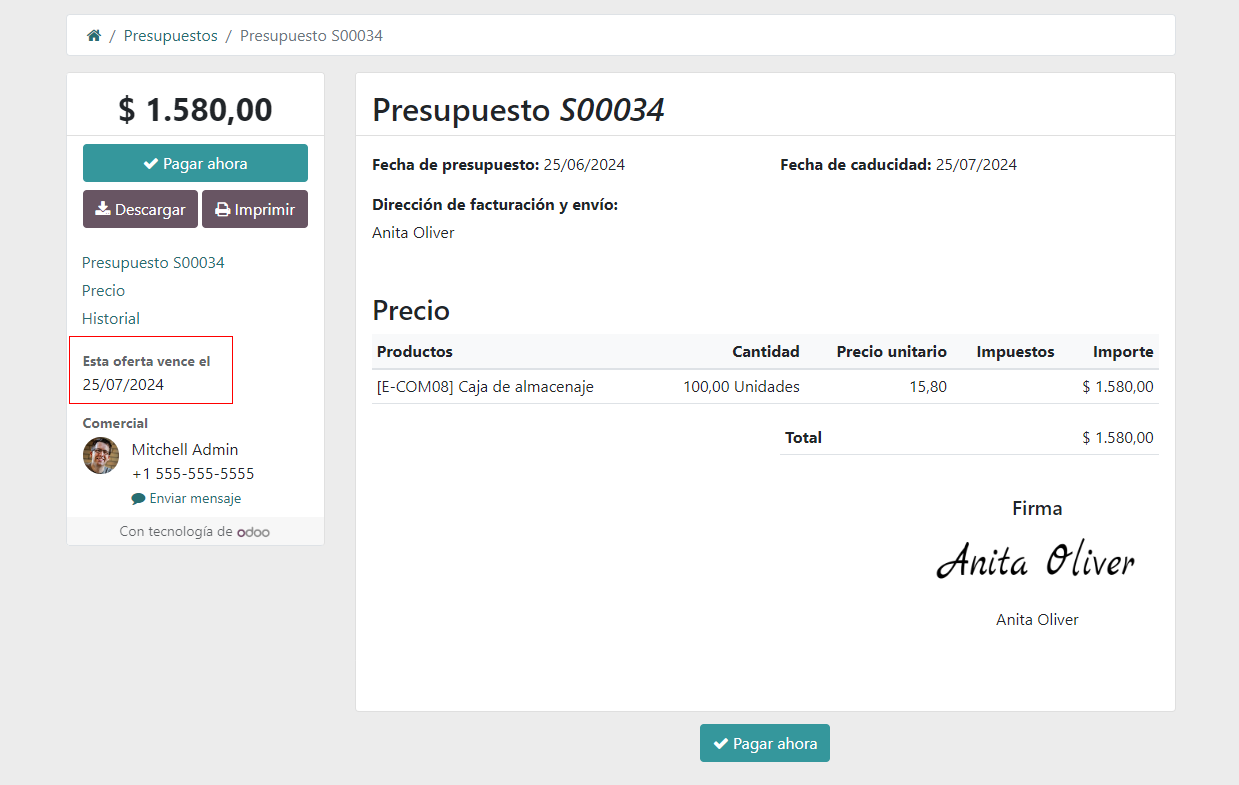 / Presupuestos / Presupuesto S00034
$ 1.580,00
Pagar ahora
Descargar Imprimir
Presupuesto S00034
Precio
Historial
Esta oferta vence el
25/07/2024
Comercial
Mitchell Admin
+1 555-555-5555
Enviar mensaje
Con tecnología de odoo
Presupuesto S00034
Fecha de presupuesto: 25/06/2024 Fecha de caducidad: 25/07/2024
Dirección de facturación y envío:
Anita Oliver
Precio
Productos Cantidad Precio unitario Impuestos Importe
[E-COM08] Caja de almacenaje 100,00 Unidades 15,80 $ 1.580,00
Total $ 1.580,00
Firma
Anita Oliver
Anita Oliver
Pagar ahora